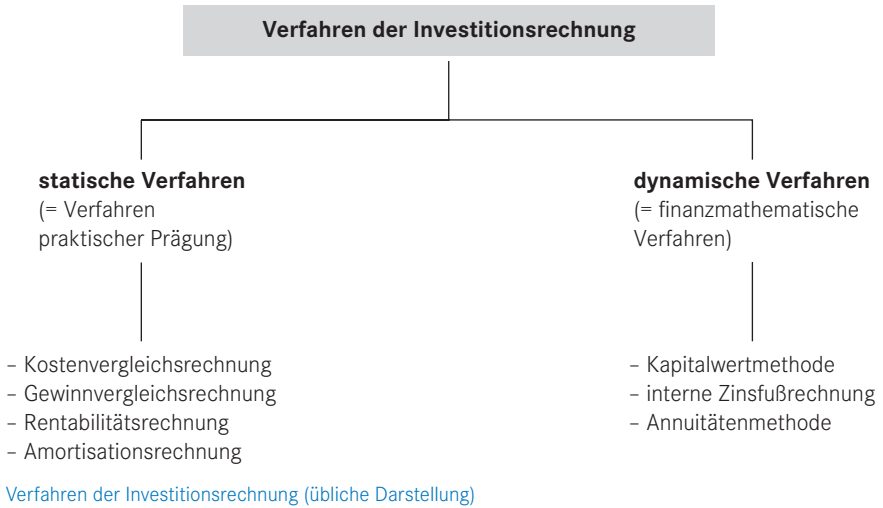 Verfahren der Investitionsrechnung
statische Verfahren
(= Verfahren
praktischer Prägung)
– Kostenvergleichsrechnung
– Gewinnvergleichsrechnung
– Rentabilitätsrechnung
– Amortisationsrechnung
dynamische Verfahren
(= finanzmathematische
Verfahren)
– Kapitalwertmethode
– interne Zinsfußrechnung
– Annuitätenmethode
Verfahren der Investitionsrechnung (übliche Darstellung)